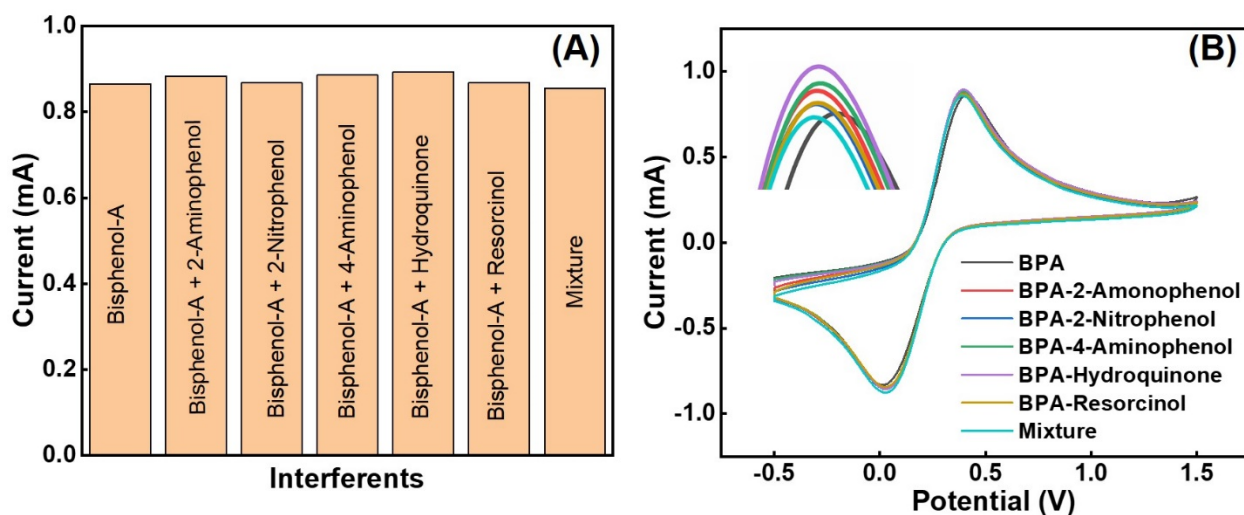 (A)
Current (mA)
1.0
0.8
0.6
0.4
0.2
0.0
Bisphenol-A
Bisphenol-A + 2-Aminophenol
Bisphenol-A + 2-Nitrophenol
Bisphenol-A + 4-Aminophenol
Bisphenol-A + Hydroquinone
Bisphenol-A + Resorcinol
Mixture
Interferents
(B)
Current (mA)
1.0
0.5
0.0
-0.5
-1.0
BPA
BPA-2-Amonophenol
BPA-2-Nitrophenol
BPA-4-Aminophenol
BPA-Hydroquinone
BPA-Resorcinol
Mixture
-0.5 0.0 0.5 1.0 1.5
Potential (V)